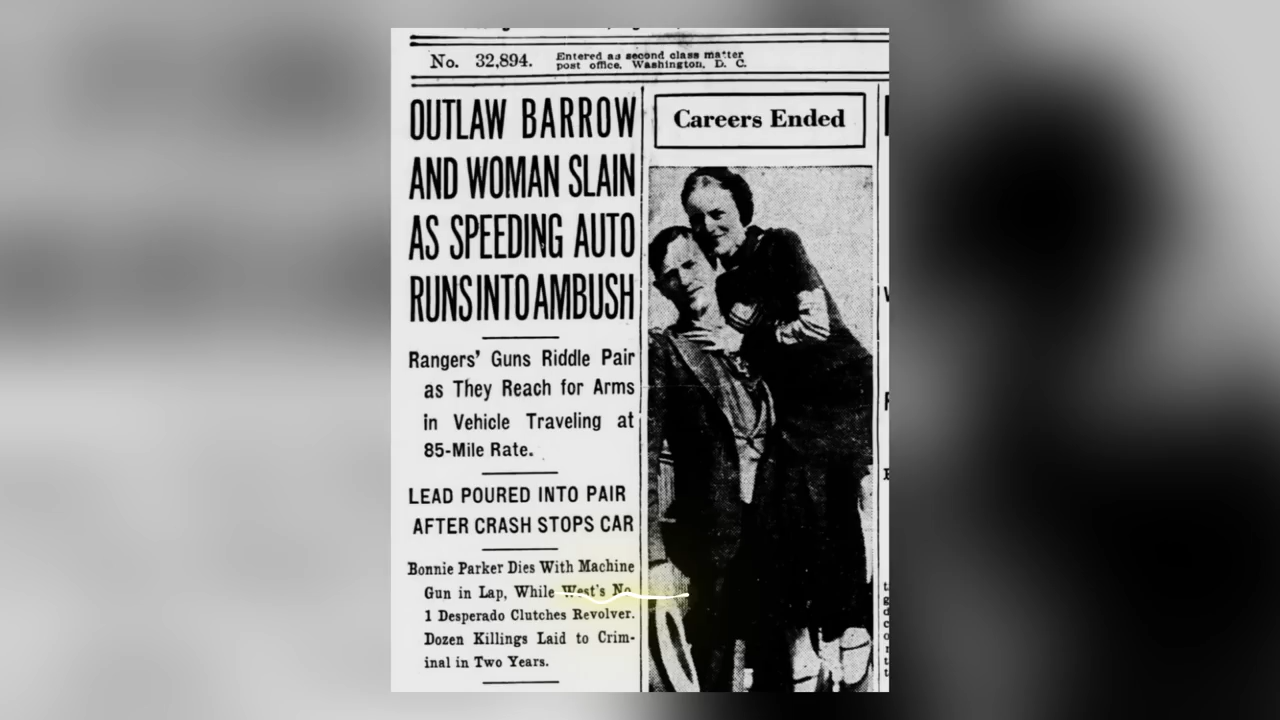 No. 32,894.
Entered as second class matter
post office, Washington, D. C.
OUTLAW BARROW
AND WOMAN SLAIN
AS SPEEDING AUTO
RUNS INTO AMBUSH
Rangers' Guns Riddle Pair
as They Reach for Arms
in Vehicle Traveling at
85-Mile Rate.
LEAD POURED INTO PAIR
AFTER CRASH STOPS CAR
Bonnie Parker Dies With Machine
Gun in Lap, While West's No.
1 Desperado Clutches Revolver.
Dozen Killings Laid to Crim-
inal in Two Years.
Careers Ended